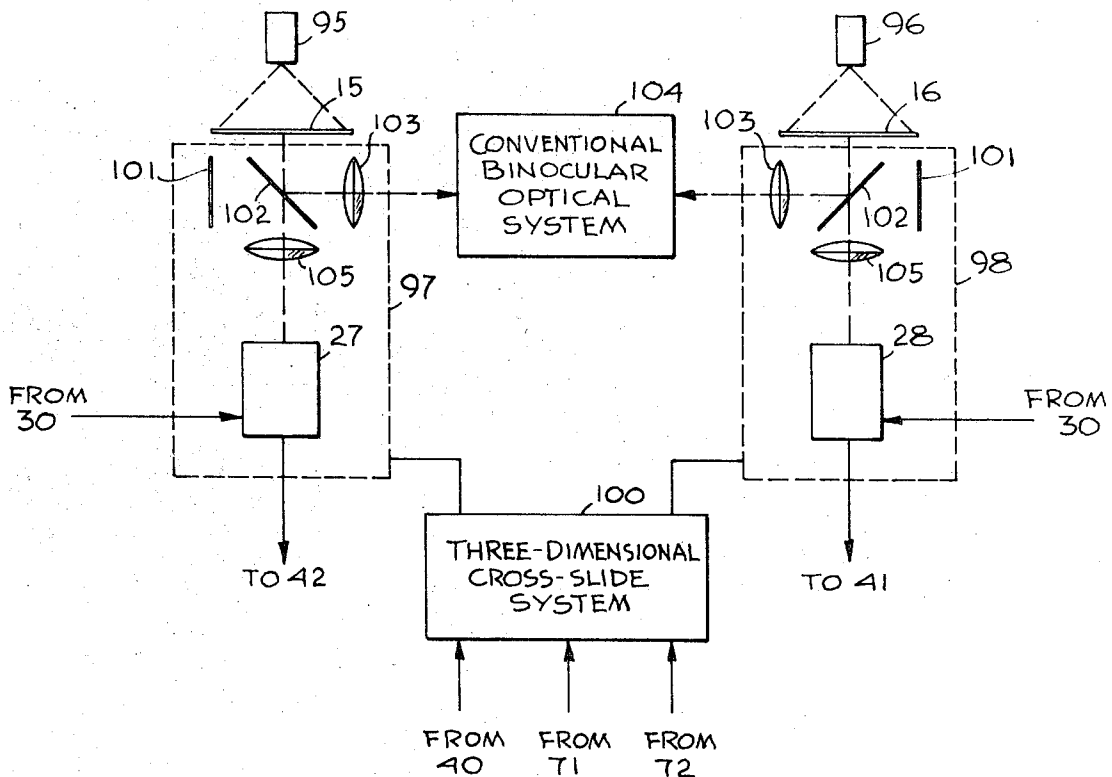 95
96
15
104
16
103
103
101
101
CONVENTIONAL
BINOCULAR
OPTICAL
SYSTEM
102
102
105
105
97
98
27
28
FROM
30
FROM
30
100
THREE-DIMENSIONAL
CROSS-SLIDE
SYSTEM
TO 42
TO 41
FROM
40
FROM
71
FROM
72